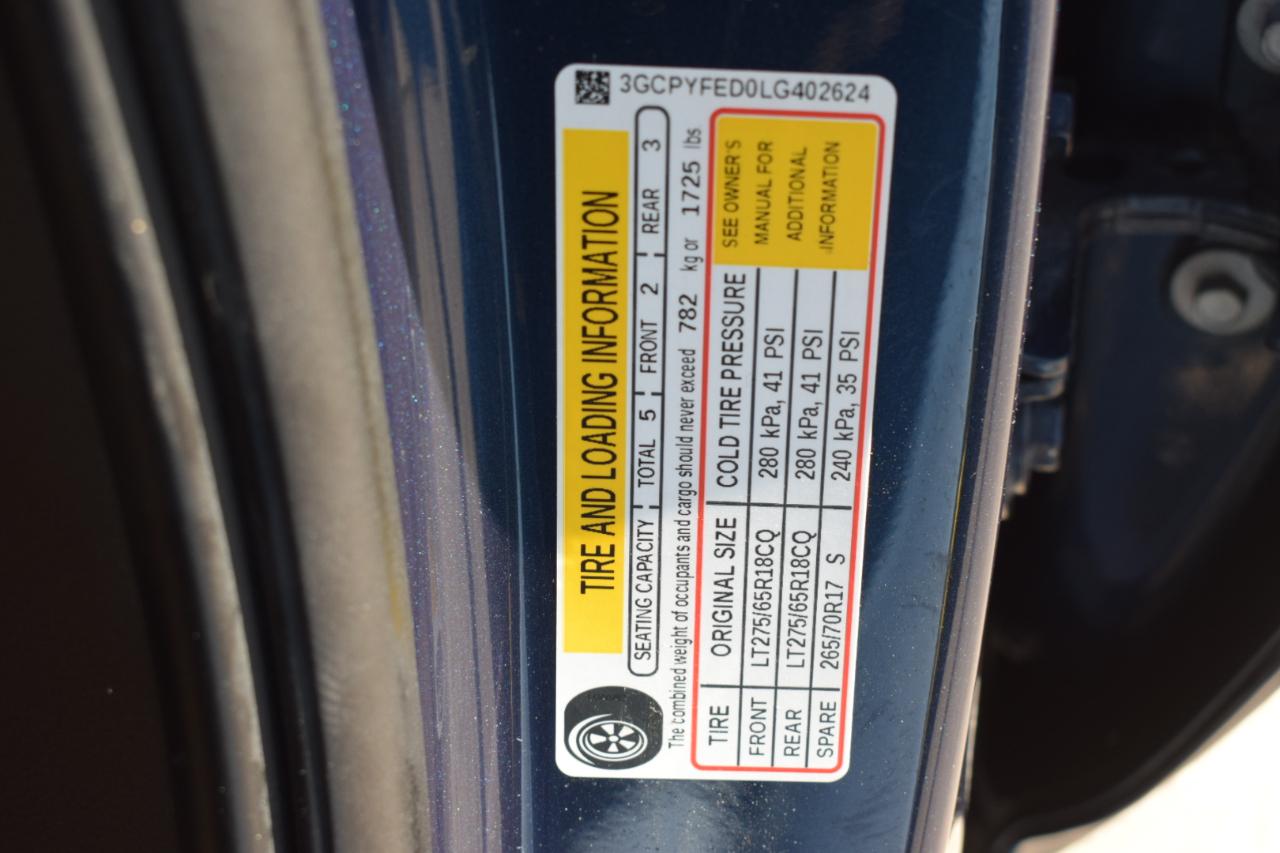 3GCPYFED0LG402624
TIRE AND LOADING INFORMATION
SEATING CAPACITY TOTAL 5 FRONT 2 REAR 3
The combined weight of occupants and cargo should never exceed 782 kg or 1725 lbs
TIRE ORIGINAL SIZE COLD TIRE PRESSURE
FRONT LT275/65R18CQ 280 kPa, 41 PSI
REAR LT275/65R18CQ 280 kPa, 41 PSI
SPARE 265/70R17 S 240 kPa, 35 PSI
SEE OWNER'S
MANUAL FOR
ADDITIONAL
INFORMATION